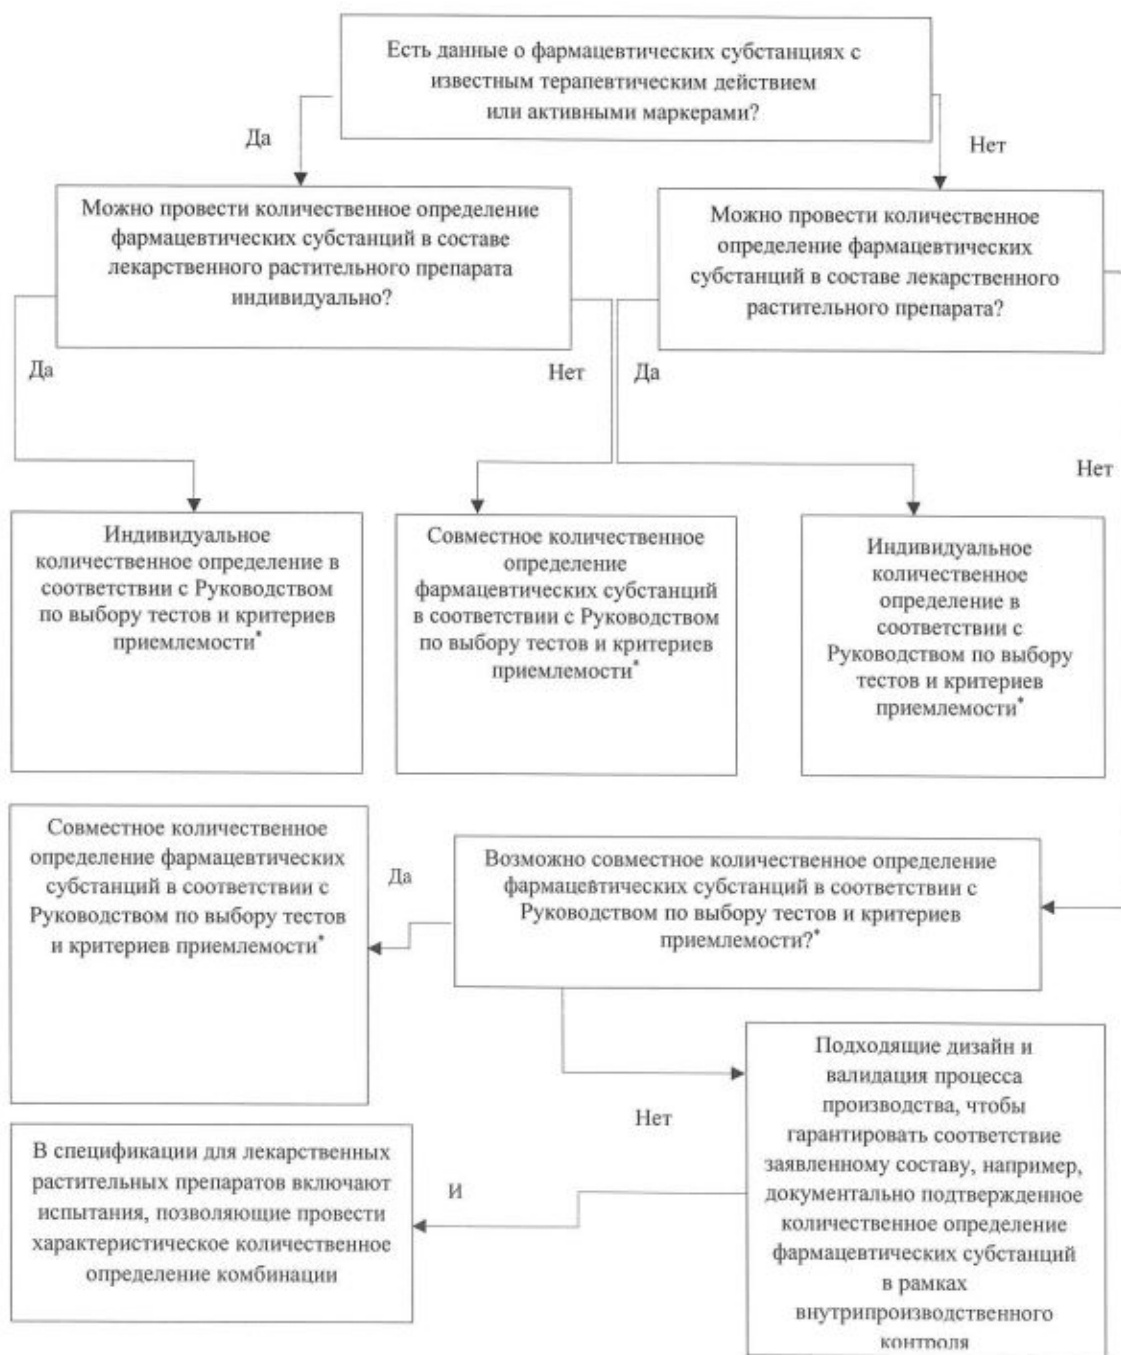 Есть данные о фармацевтических субстанциях с
известным терапевтическим действием
или активными маркерами?
Да
Нет
Можно провести количественное определение
фармацевтических субстанций в составе
лекарственного растительного препарата
индивидуально?
Можно провести количественное
определение фармацевтических
субстанций в составе лекарственного
растительного препарата?
Да
Нет
Да
Нет
Индивидуальное
количественное определение в
соответствии с Руководством
по выбору тестов и критериев
приемлемости*
Совместное количественное
определение
фармацевтических субстанций
в соответствии с Руководством
по выбору тестов и критериев
приемлемости*
Индивидуальное
количественное
определение в
соответствии с
Руководством по выбору
тестов и критериев
приемлемости*
Совместное количественное
определение фармацевтических
субстанций в соответствии с
Руководством по выбору тестов
и критериев приемлемости*
Да
Возможно совместное количественное определение
фармацевтических субстанций в соответствии с
Руководством по выбору тестов и критериев
приемлемости?*
Нет
Подходящие дизайн и
валидация процесса
производства, чтобы
гарантировать соответствие
заявленному составу, например,
документально подтвержденное
количественное определение
фармацевтических субстанций
в рамках
внутрипроизводственного
контроля
И
В спецификации для лекарственных
растительных препаратов включают
испытания, позволяющие провести
характеристическое количественное
определение комбинации